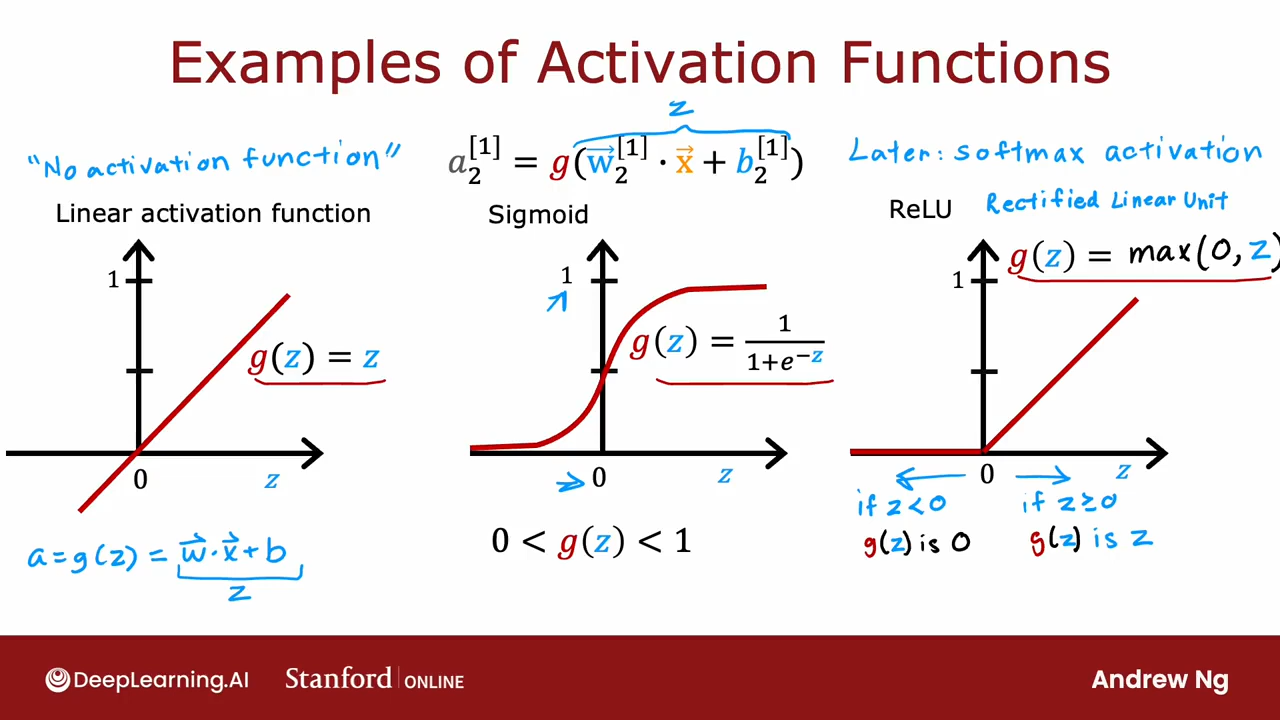 Examples of Activation Functions
z
"No activation function"
a₂^[1] = g(w⃗₂^[1] · x⃗ + b₂^[1])
Later: softmax activation
Linear activation function
Sigmoid
ReLU Rectified Linear Unit
g(z) = max(0, z)
1
1
1
g(z) = z
g(z) = 1/(1+e^−z)
0 z
0 z
0 z
if z<0
g(z) is 0
if z≥0
g(z) is z
a=g(z) = w⃗·x⃗+b
z
0 < g(z) < 1
DeepLearning.AI Stanford | ONLINE
Andrew Ng